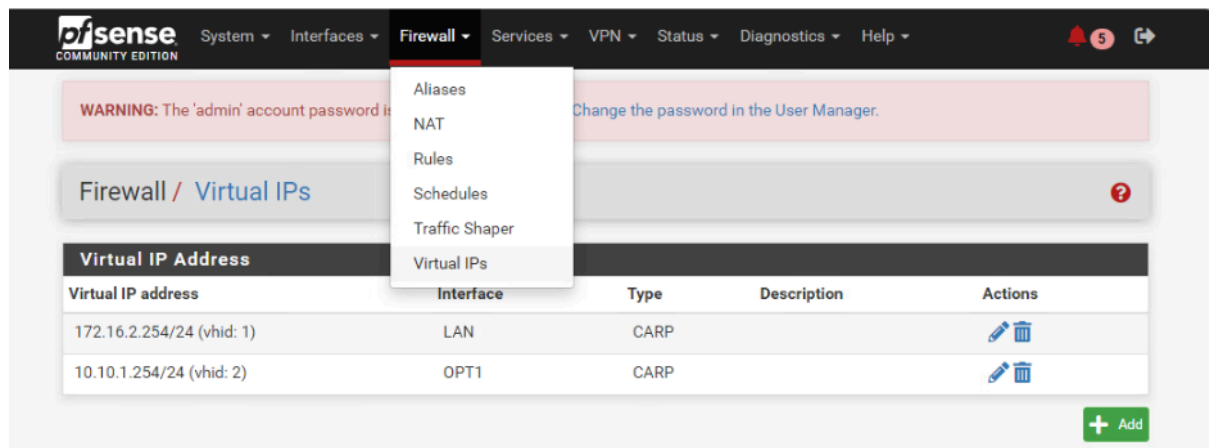 pfsense
COMMUNITY EDITION
System Interfaces Firewall Services VPN Status Diagnostics Help 5
Aliases
NAT
Rules
Schedules
Traffic Shaper
Virtual IPs
WARNING: The 'admin' account password Change the password in the User Manager.
Firewall / Virtual IPs
Virtual IP Address
Virtual IP address Interface Type Description Actions
172.16.2.254/24 (vhid: 1) LAN CARP
10.10.1.254/24 (vhid: 2) OPT1 CARP
Add